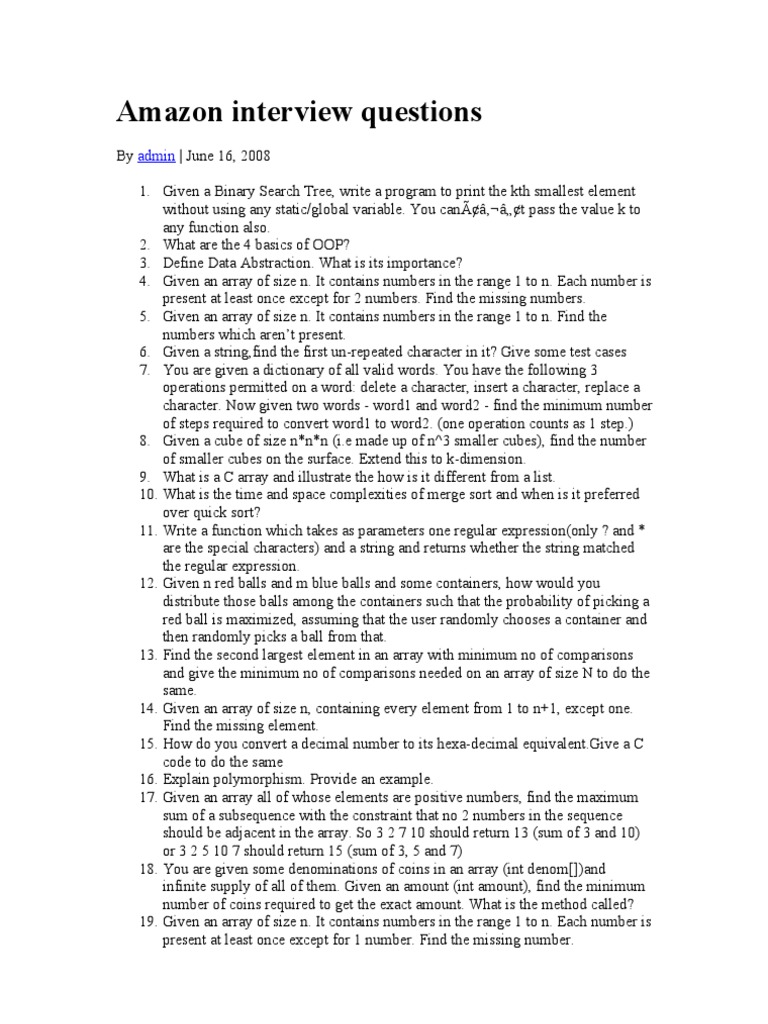 Amazon interview questions
By admin | June 16, 2008
1. Given a Binary Search Tree, write a program to print the kth smallest element
without using any static/global variable. You canÃ¢â‚¬â„¢t pass the value k to
any function also.
2. What are the 4 basics of OOP?
3. Define Data Abstraction. What is its importance?
4. Given an array of size n. It contains numbers in the range 1 to n. Each number is
present at least once except for 2 numbers. Find the missing numbers.
5. Given an array of size n. It contains numbers in the range 1 to n. Find the
numbers which aren’t present.
6. Given a string,find the first un-repeated character in it? Give some test cases
7. You are given a dictionary of all valid words. You have the following 3
operations permitted on a word: delete a character, insert a character, replace a
character. Now given two words - word1 and word2 - find the minimum number
of steps required to convert word1 to word2. (one operation counts as 1 step.)
8. Given a cube of size n*n*n (i.e made up of n^3 smaller cubes), find the number
of smaller cubes on the surface. Extend this to k-dimension.
9. What is a C array and illustrate the how is it different from a list.
10. What is the time and space complexities of merge sort and when is it preferred
over quick sort?
11. Write a function which takes as parameters one regular expression(only ? and *
are the special characters) and a string and returns whether the string matched
the regular expression.
12. Given n red balls and m blue balls and some containers, how would you
distribute those balls among the containers such that the probability of picking a
red ball is maximized, assuming that the user randomly chooses a container and
then randomly picks a ball from that.
13. Find the second largest element in an array with minimum no of comparisons
and give the minimum no of comparisons needed on an array of size N to do the
same.
14. Given an array of size n, containing every element from 1 to n+1, except one.
Find the missing element.
15. How do you convert a decimal number to its hexa-decimal equivalent.Give a C
code to do the same
16. Explain polymorphism. Provide an example.
17. Given an array all of whose elements are positive numbers, find the maximum
sum of a subsequence with the constraint that no 2 numbers in the sequence
should be adjacent in the array. So 3 2 7 10 should return 13 (sum of 3 and 10)
or 3 2 5 10 7 should return 15 (sum of 3, 5 and 7)
18. You are given some denominations of coins in an array (int denom[])and
infinite supply of all of them. Given an amount (int amount), find the minimum
number of coins required to get the exact amount. What is the method called?
19. Given an array of size n. It contains numbers in the range 1 to n. Each number is
present at least once except for 1 number. Find the missing number.